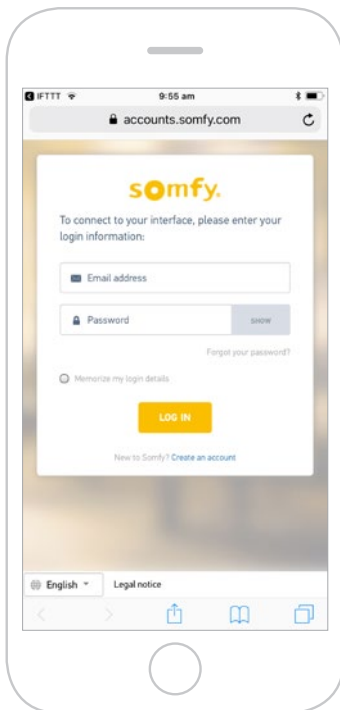 IFTTT 9:55 am
accounts.somfy.com
somfy.
To connect to your interface, please enter your
login information:
Email address
Password SHOW
Forgot your password?
Memorize my login details
LOG IN
New to Somfy? Create an account
English Legal notice